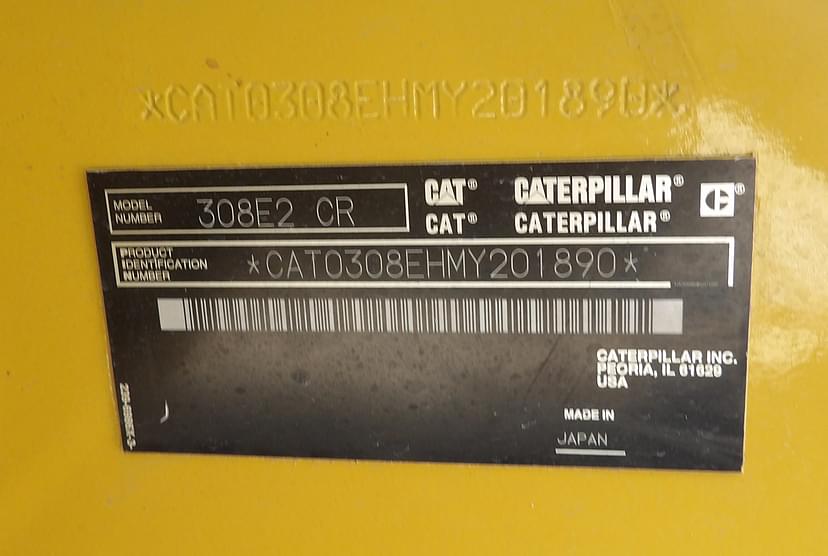 *CAT0308EHMY201890*
MODEL NUMBER 308E2 CR
CAT® CATERPILLAR®
CAT® CATERPILLAR®
PRODUCT IDENTIFICATION NUMBER *CAT0308EHMY201890*
CATERPILLAR INC.
PEORIA, IL 61629
USA
MADE IN
JAPAN